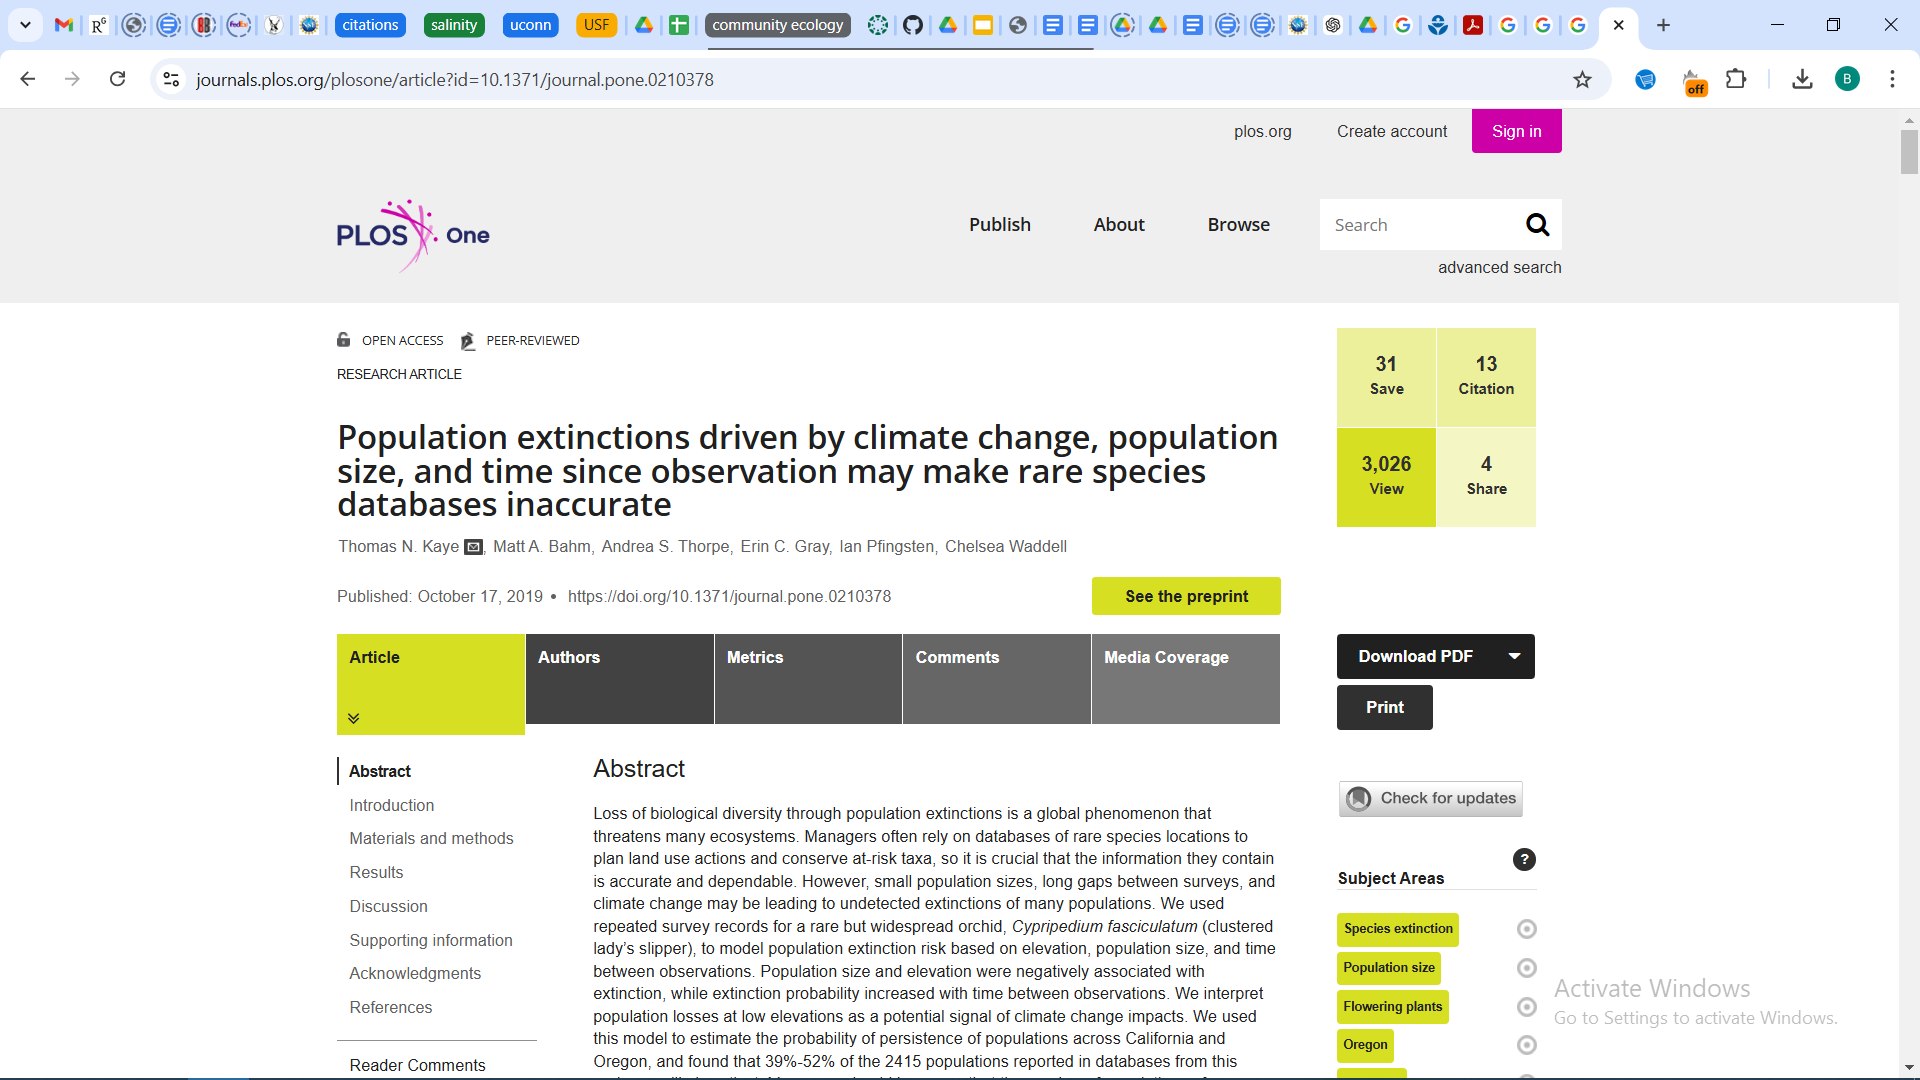 citations
salinity
uconn
USF
community ecology
journals.plos.org/plosone/article?id=10.1371/journal.pone.0210378
off
B
plos.org
Create account
Sign in
PLOS One
Publish
About
Browse
Search
advanced search
OPEN ACCESS
PEER-REVIEWED
RESEARCH ARTICLE
Population extinctions driven by climate change, population
size, and time since observation may make rare species
databases inaccurate
Thomas N. Kaye, Matt A. Bahm, Andrea S. Thorpe, Erin C. Gray, Ian Pfingsten, Chelsea Waddell
Published: October 17, 2019 • https://doi.org/10.1371/journal.pone.0210378
See the preprint
31
Save
13
Citation
3,026
View
4
Share
Article
Authors
Metrics
Comments
Media Coverage
Download PDF
Print
Abstract
Introduction
Materials and methods
Results
Discussion
Supporting information
Acknowledgments
References
Reader Comments
Abstract
Loss of biological diversity through population extinctions is a global phenomenon that
threatens many ecosystems. Managers often rely on databases of rare species locations to
plan land use actions and conserve at-risk taxa, so it is crucial that the information they contain
is accurate and dependable. However, small population sizes, long gaps between surveys, and
climate change may be leading to undetected extinctions of many populations. We used
repeated survey records for a rare but widespread orchid, Cypripedium fasciculatum (clustered
lady’s slipper), to model population extinction risk based on elevation, population size, and time
between observations. Population size and elevation were negatively associated with
extinction, while extinction probability increased with time between observations. We interpret
population losses at low elevations as a potential signal of climate change impacts. We used
this model to estimate the probability of persistence of populations across California and
Oregon, and found that 39%-52% of the 2415 populations reported in databases from this
Check for updates
?
Subject Areas
Species extinction
Population size
Flowering plants
Oregon
Activate Windows
Go to Settings to activate Windows.